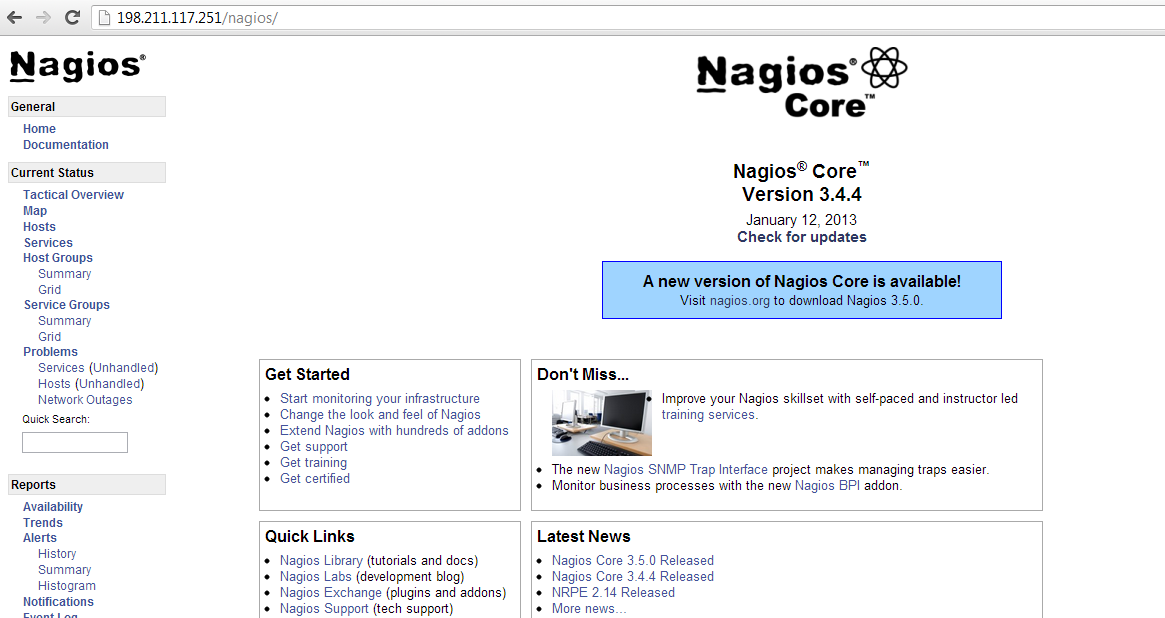 198.211.117.251/nagios/
Nagios®
General
Home
Documentation
Current Status
Tactical Overview
Map
Hosts
Services
Host Groups
Summary
Grid
Service Groups
Summary
Grid
Problems
Services (Unhandled)
Hosts (Unhandled)
Network Outages
Quick Search:
Reports
Availability
Trends
Alerts
History
Summary
Histogram
Notifications
Event Log
Nagios®
Core™
Nagios® Core™
Version 3.4.4
January 12, 2013
Check for updates
A new version of Nagios Core is available!
Visit nagios.org to download Nagios 3.5.0.
Get Started
Start monitoring your infrastructure
Change the look and feel of Nagios
Extend Nagios with hundreds of addons
Get support
Get training
Get certified
Don't Miss...
Improve your Nagios skillset with self-paced and instructor led
training services.
The new Nagios SNMP Trap Interface project makes managing traps easier.
Monitor business processes with the new Nagios BPI addon.
Quick Links
Nagios Library (tutorials and docs)
Nagios Labs (development blog)
Nagios Exchange (plugins and addons)
Nagios Support (tech support)
Latest News
Nagios Core 3.5.0 Released
Nagios Core 3.4.4 Released
NRPE 2.14 Released
More news...